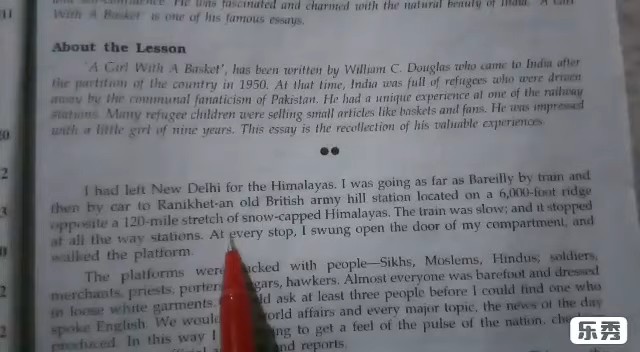 He was fascinated and charmed with the natural beauty of India. A Girl
With A Basket is one of his famous essays.
About the Lesson
'A Girl With A Basket', has been written by William C. Douglas who came to India after
the partition of the country in 1950. At that time, India was full of refugees who were driven
away by the communal fanaticism of Pakistan. He had a unique experience at one of the railway
stations. Many refugee children were selling small articles like baskets and fans. He was impressed
with a little girl of nine years. This essay is the recollection of his valuable experiences
I had left New Delhi for the Himalayas. I was going as far as Bareilly by train and
then by car to Ranikhet-an old British army hill station located on a 6,000-foot ridge
opposite a 120-mile stretch of snow-capped Himalayas. The train was slow; and it stopped
at all the way stations. At every stop, I swung open the door of my compartment, and
walked the platform.
The platforms were packed with people—Sikhs, Moslems, Hindus; soldiers,
merchants, priests, porters, hawkers. Almost everyone was barefoot and dressed
in loose white garments. ask at least three people before I could find one who
spoke English. We would world affairs and every major topic, the news of the day
produced. In this way I to get a feel of the pulse of the nation,
and reports.
乐秀